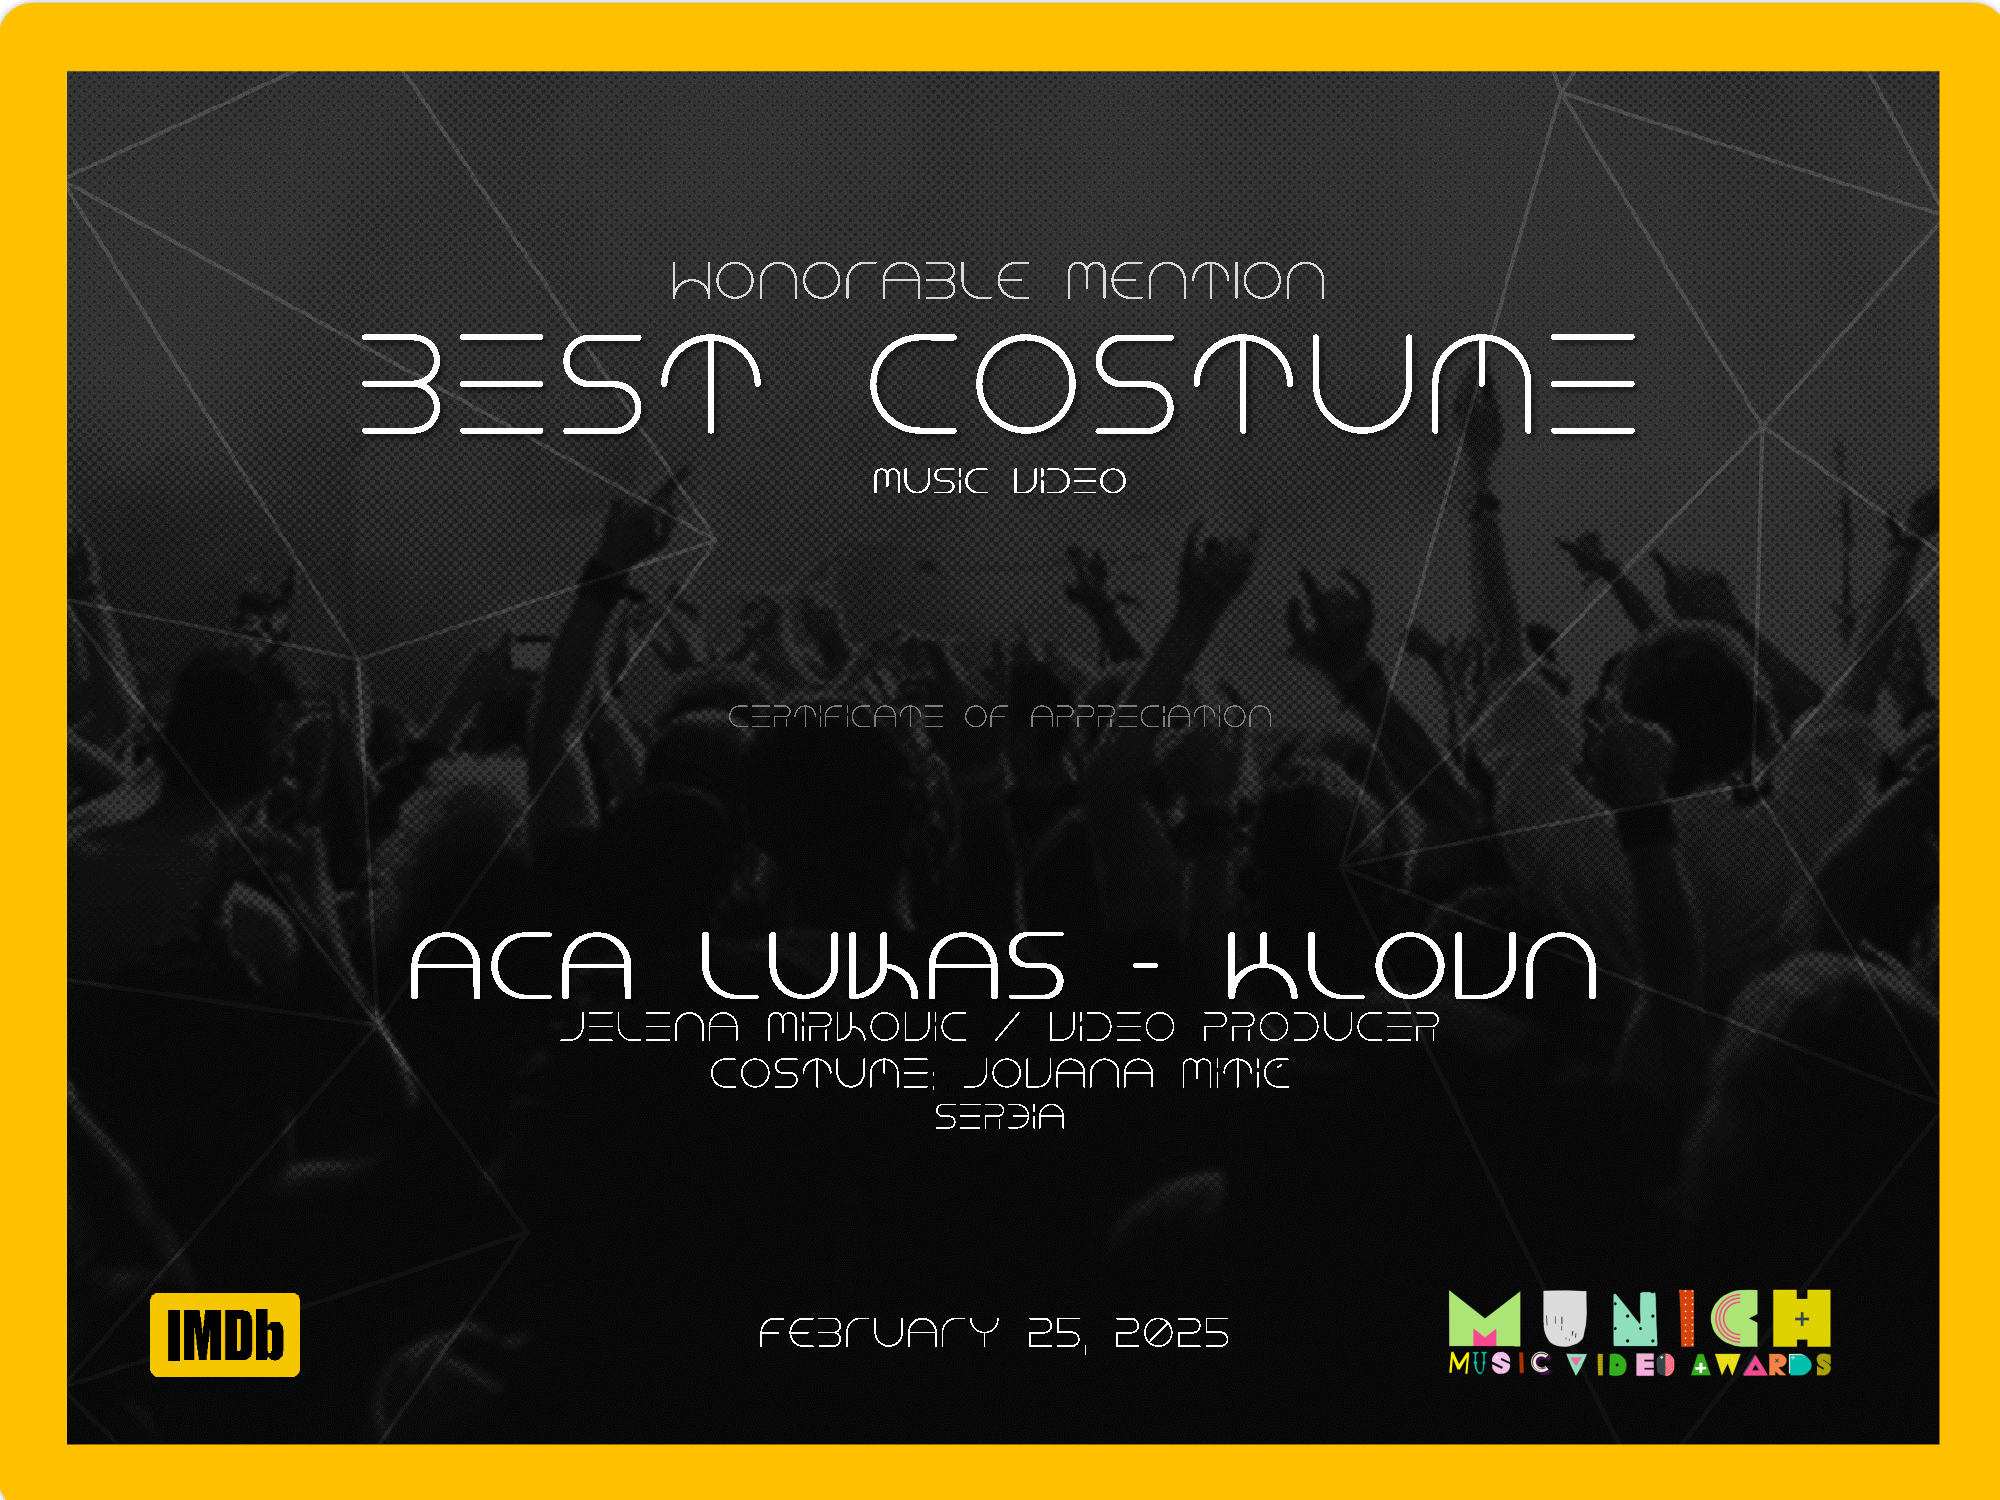 HONORABLE MENTION
BEST COSTUME
MUSIC VIDEO
CERTIFICATE OF APPRECIATION
ACA LUKAS - KLOVN
JELENA MIRKOVIC / VIDEO PRODUCER
COSTUME: JOVANA MITIĆ
SERBIA
IMDb
FEBRUARY 25, 2025
MUNICH
MUSIC VIDEO AWARDS